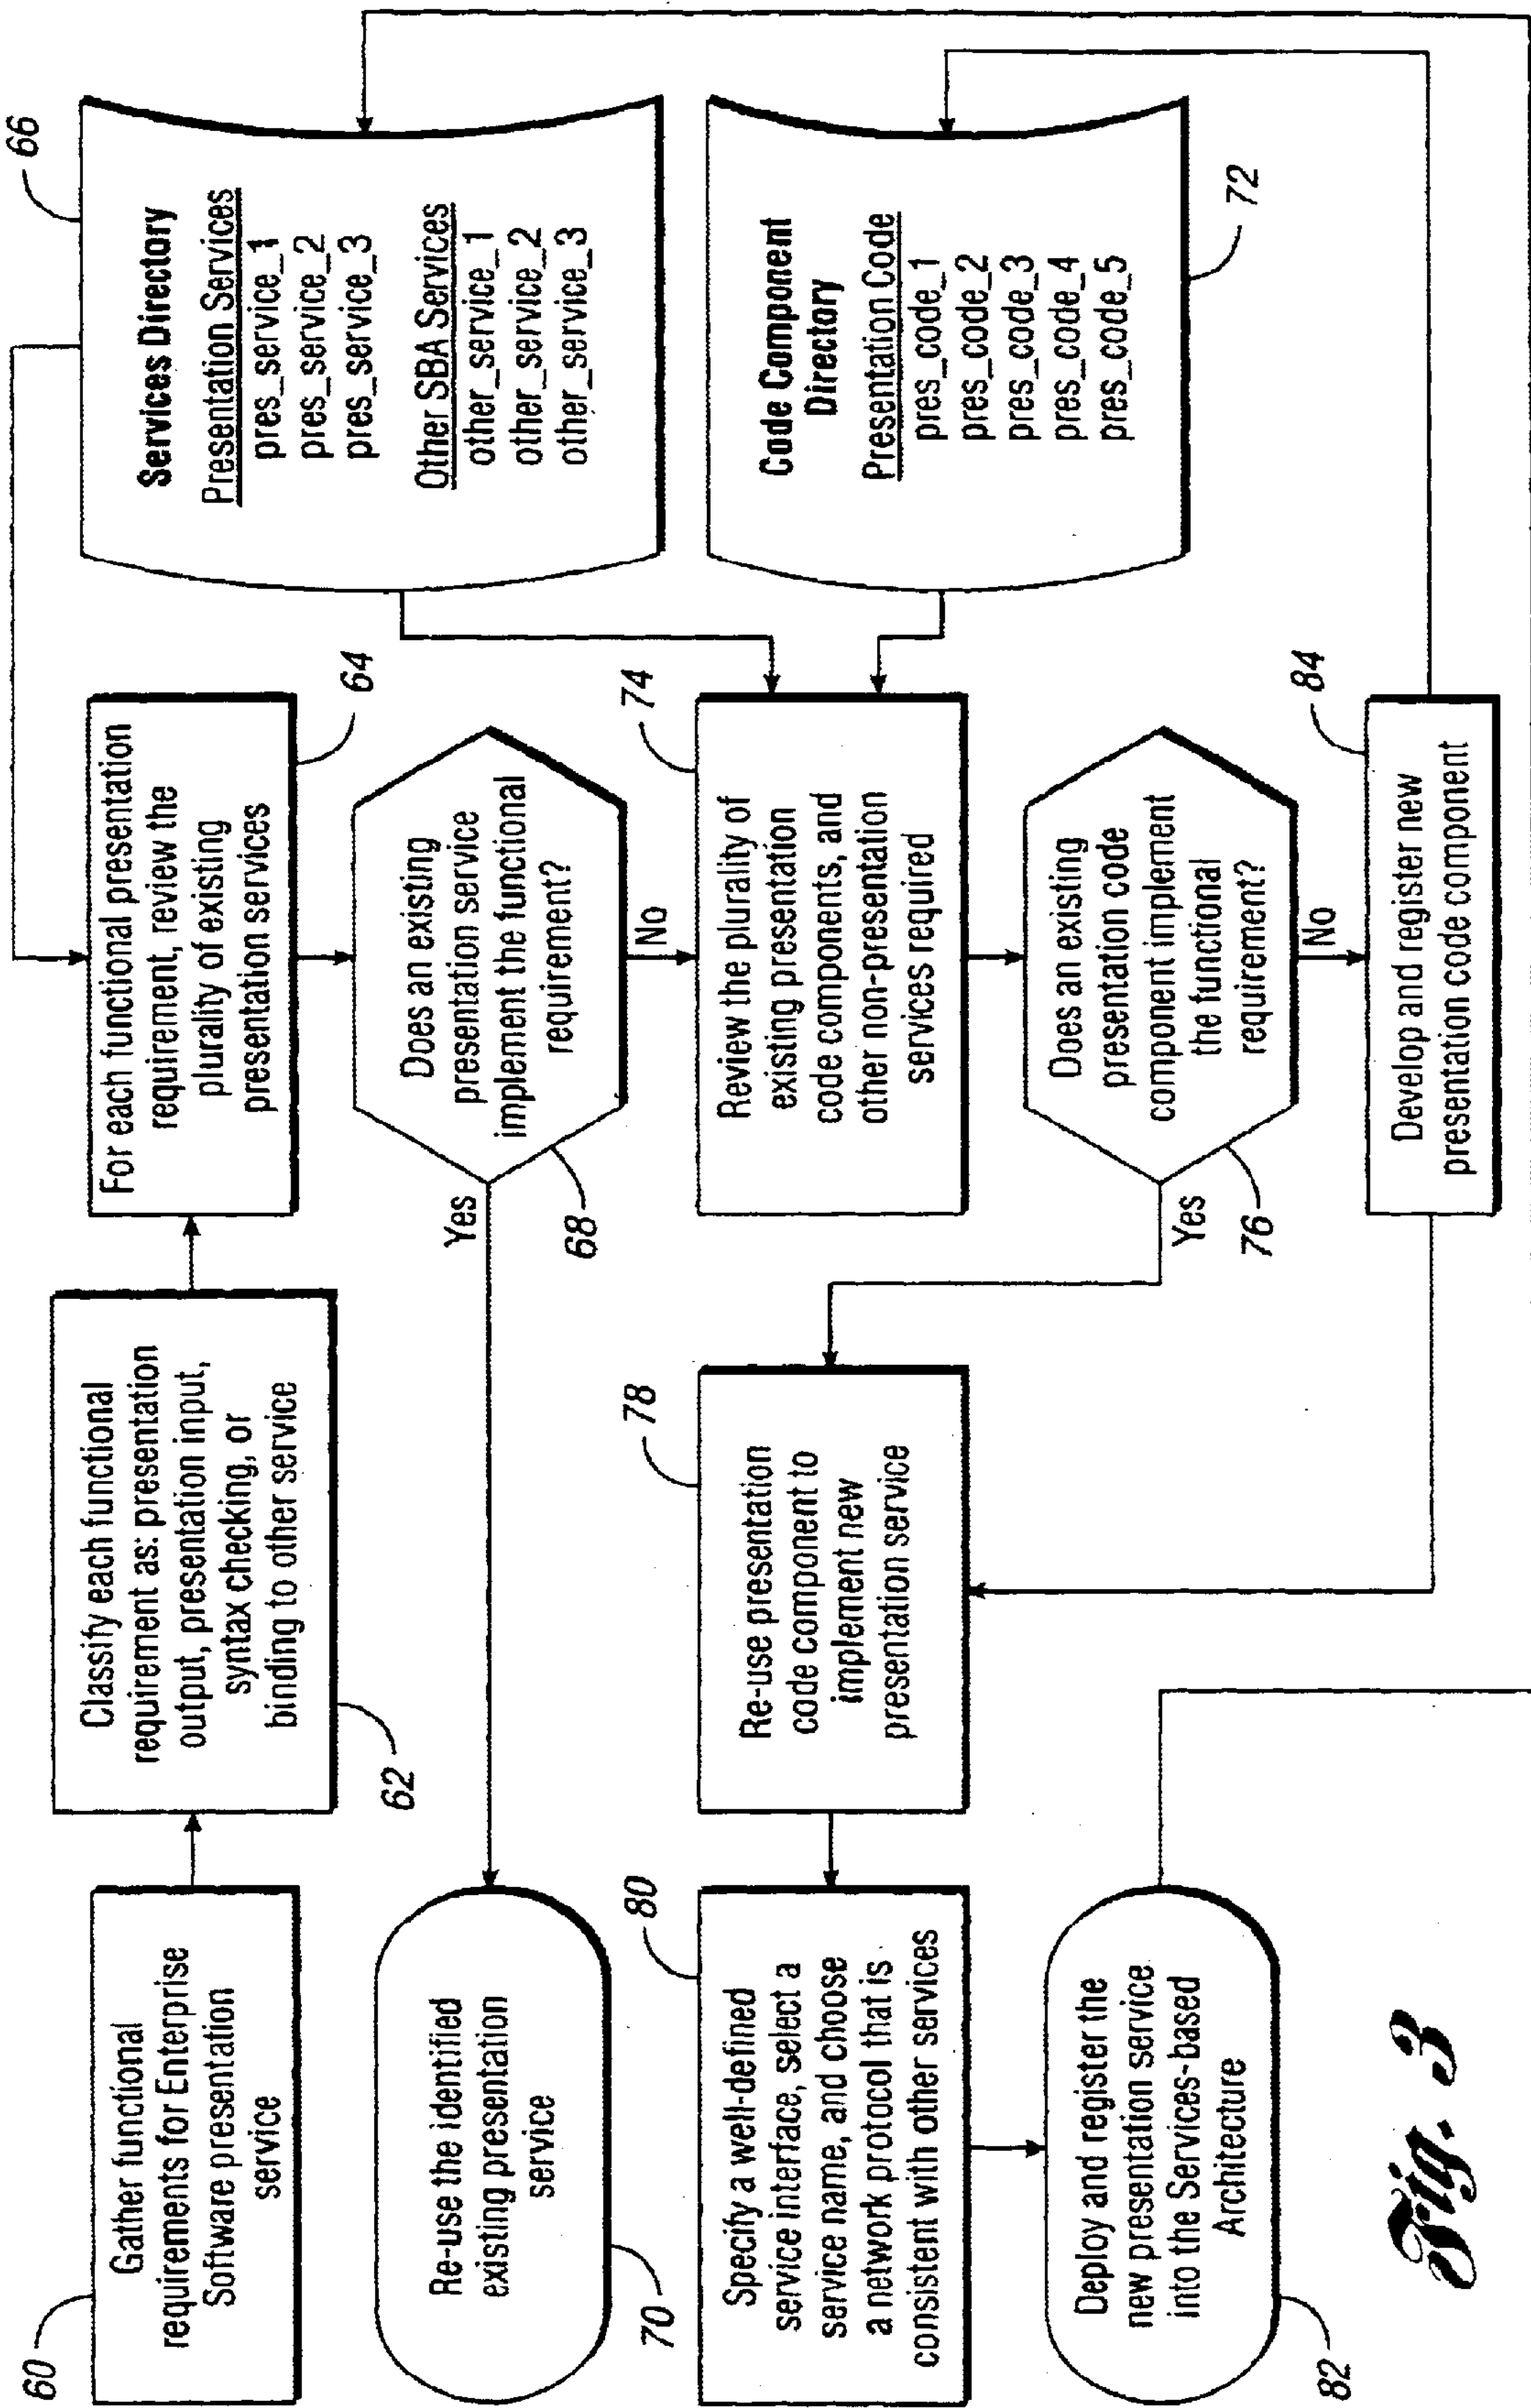 60
Gather functional
requirements for Enterprise
Software presentation
service
62
Classify each functional
requirement as: presentation
output, presentation input,
syntax checking, or
binding to other service
64
For each functional presentation
requirement, review the
plurality of existing
presentation services
66
Services Directory
Presentation Services
pres_service_1
pres_service_2
pres_service_3
Other SBA Services
other_service_1
other_service_2
other_service_3
68
Does an existing
presentation service
implement the functional
requirement?
Yes
No
70
Re-use the identified
existing presentation
service
72
Code Component
Directory
Presentation Code
pres_code_1
pres_code_2
pres_code_3
pres_code_4
pres_code_5
74
Review the plurality of
existing presentation
code components, and
other non-presentation
services required
76
Does an existing
presentation code
component implement
the functional
requirement?
Yes
No
78
Re-use presentation
code component to
implement new
presentation service
80
Specify a well-defined
service interface, select a
service name, and choose
a network protocol that is
consistent with other services
82
Deploy and register the
new presentation service
into the Services-based
Architecture
84
Develop and register new
presentation code component
Fig. 3